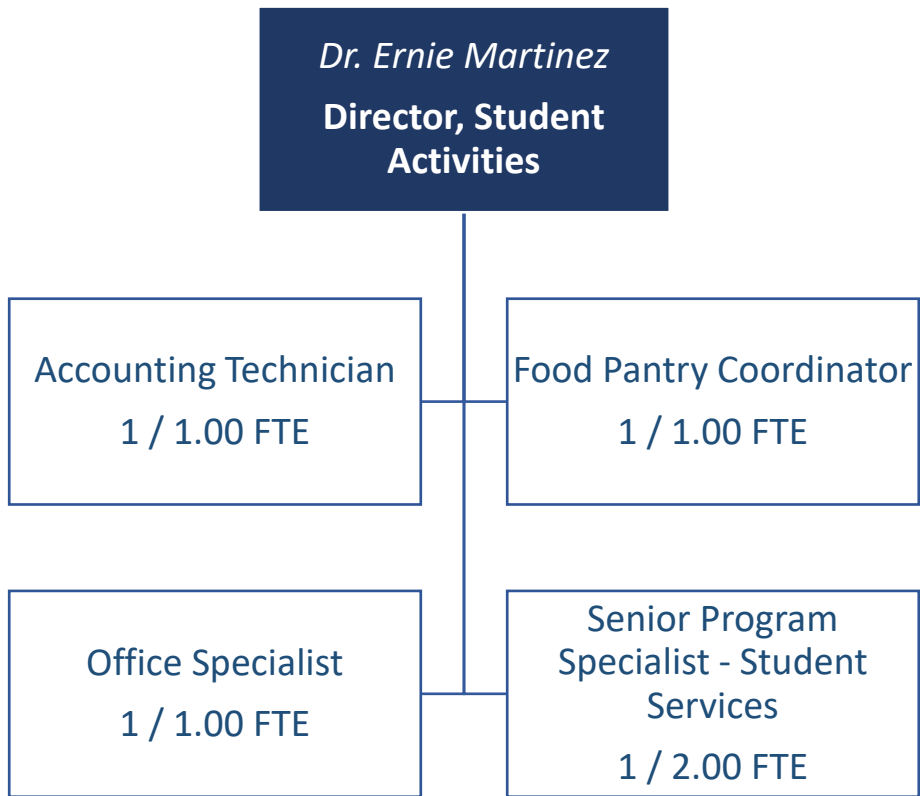 Dr. Ernie Martinez
Director, Student
Activities
Accounting Technician
1 / 1.00 FTE
Food Pantry Coordinator
1 / 1.00 FTE
Office Specialist
1 / 1.00 FTE
Senior Program
Specialist - Student
Services
1 / 2.00 FTE